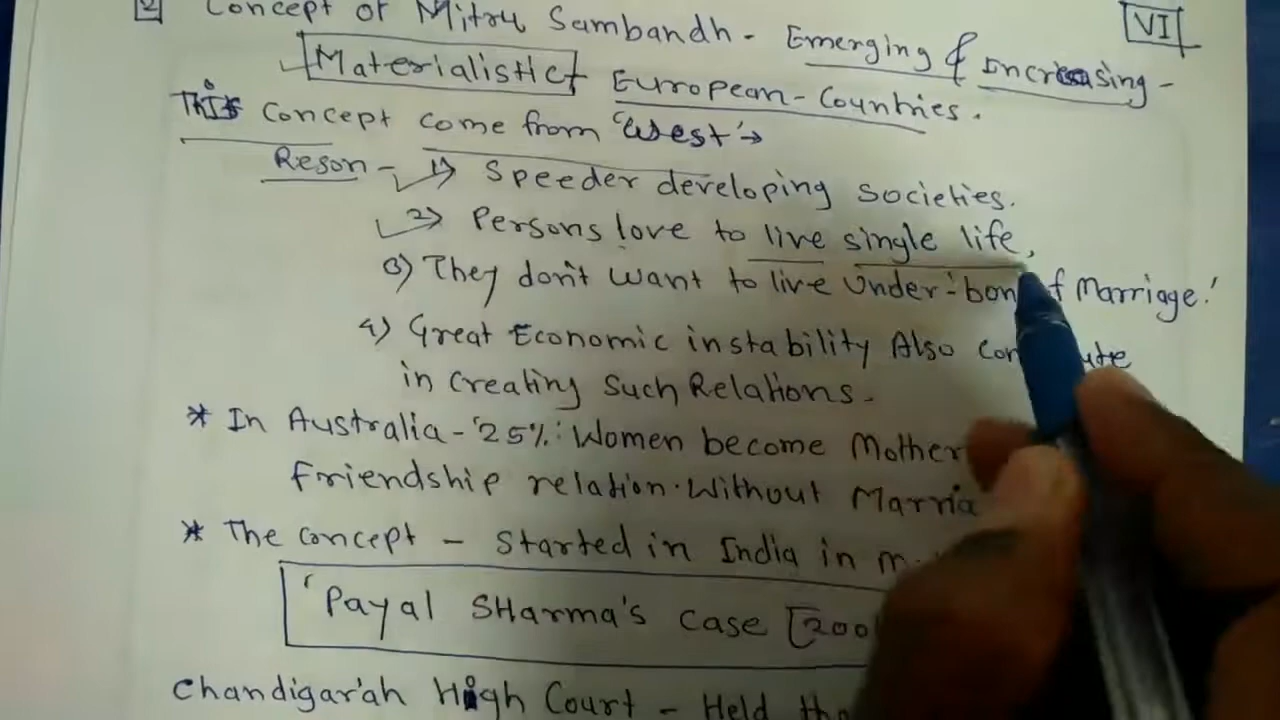 2 Concept of Mitru Sambandh - Emerging & Increasing -
VI
Materialistic European - Countries.
This Concept come from 'West' →
Reson - 1) Speeder developing societies.
2) Persons love to live single life,
3) They don't want to live Under 'bon of Marriage.'
4) Great Economic instability Also
in Creating Such Relations.
* In Australia - '25%' Women become Mother
Friendship relation. Without
* The Concept - Started in India in
'Payal SHarma's case [200
Chandigarah High Court - Held